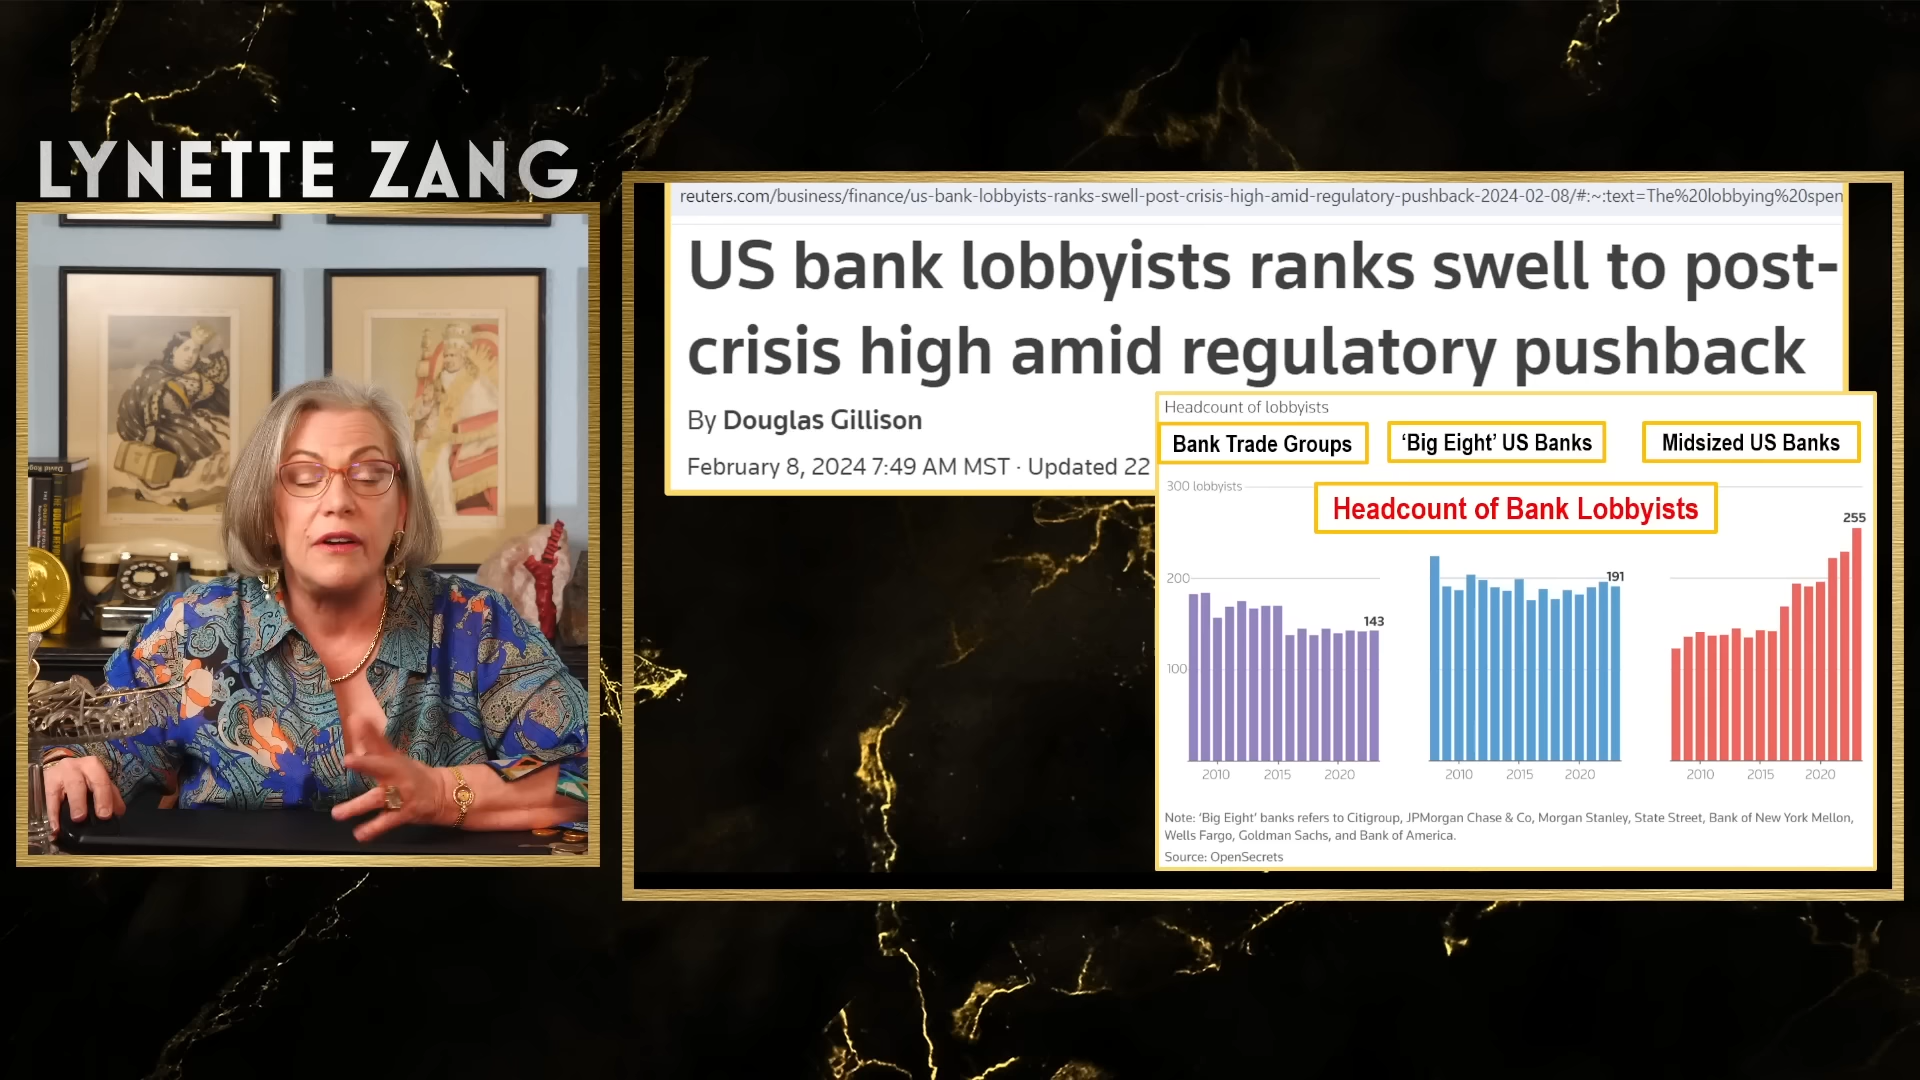 LYNETTE ZANG
reuters.com/business/finance/us-bank-lobbyists-ranks-swell-post-crisis-high-amid-regulatory-pushback-2024-02-08/#:~:text=The%20lobbying%20spen
US bank lobbyists ranks swell to post-
crisis high amid regulatory pushback
By Douglas Gillison
February 8, 2024 7:49 AM MST · Updated 22
Headcount of lobbyists
Bank Trade Groups
‘Big Eight’ US Banks
Midsized US Banks
300 lobbyists
Headcount of Bank Lobbyists
255
200
191
143
100
2010 2015 2020
2010 2015 2020
2010 2015 2020
Note: ‘Big Eight’ banks refers to Citigroup, JPMorgan Chase & Co, Morgan Stanley, State Street, Bank of New York Mellon,
Wells Fargo, Goldman Sachs, and Bank of America.
Source: OpenSecrets